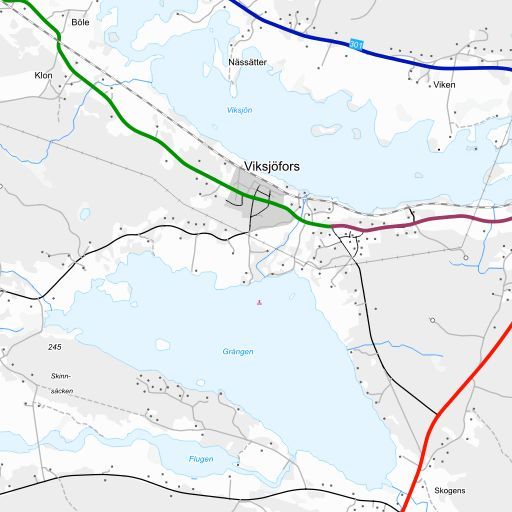 Böle
301
Nässätter
Klon
Viken
Viksjön
Viksjöfors
245
Grängen
Skinn-
säcken
Flugen
Skogens